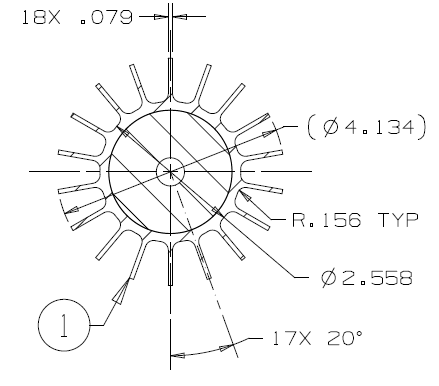 18X .079
(Ø4.134)
R.156 TYP
Ø2.558
1
17X 20°